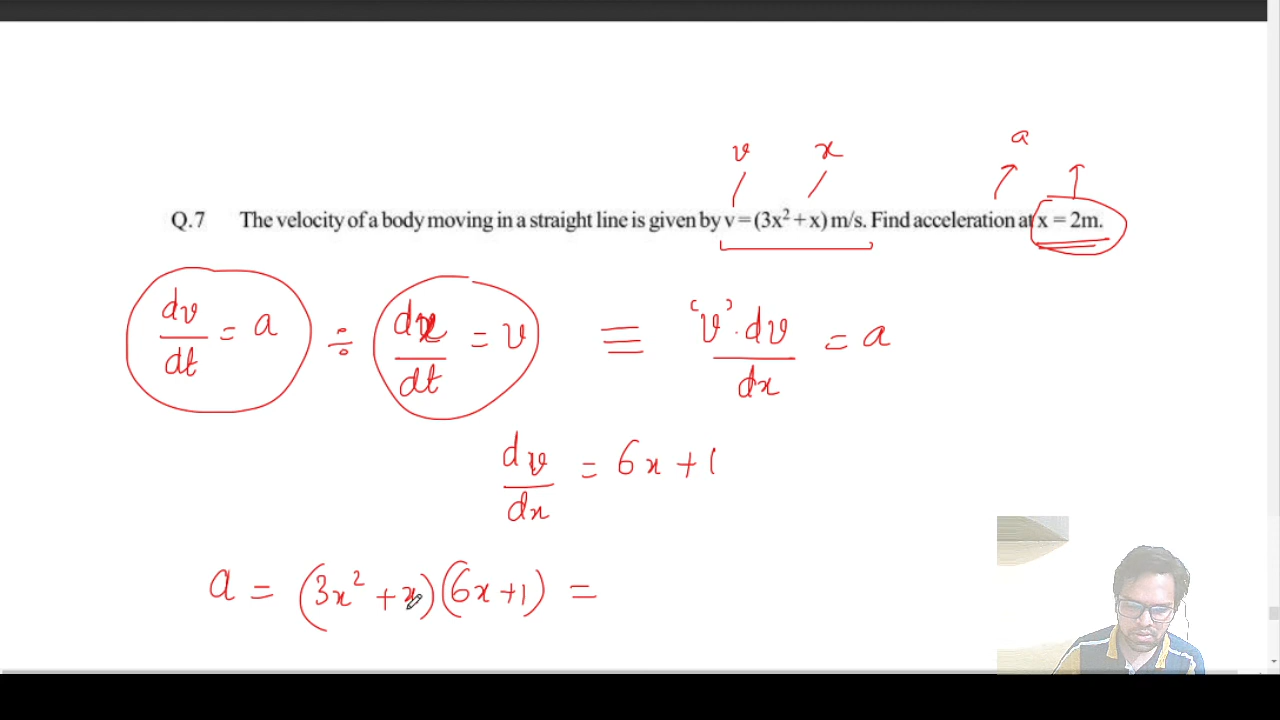 v x a
Q.7 The velocity of a body moving in a straight line is given by v = (3x² + x) m/s. Find acceleration at x = 2m.
dv/dt = a ÷ dx/dt = v ≡ 'v'·dv/dx = a
dv/dx = 6x + 1
a = (3x² + x)(6x + 1) =